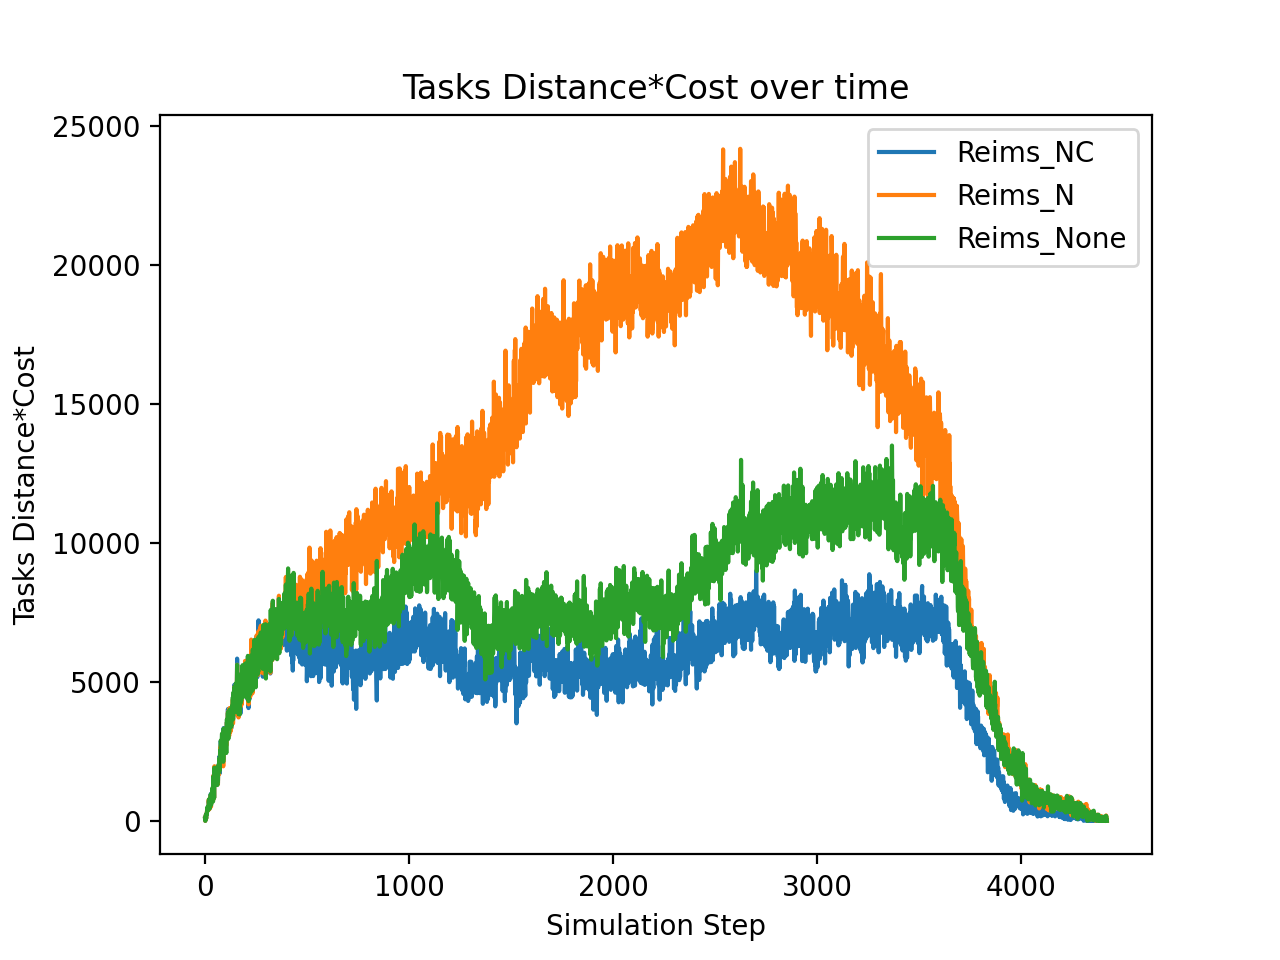 Tasks Distance*Cost over time
25000
20000
15000
10000
5000
0
Tasks Distance*Cost
Reims_NC
Reims_N
Reims_None
0 1000 2000 3000 4000
Simulation Step